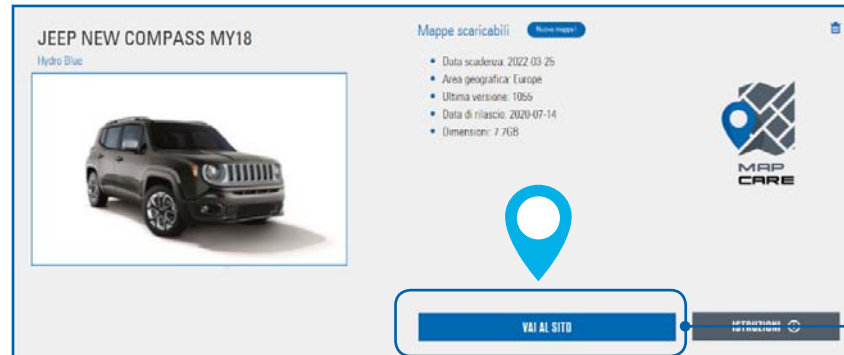 JEEP NEW COMPASS MY18
Hydro Blue
Mappe scaricabili
Nuove mappe!
Data scadenza: 2022-03-25
Area geografica: Europe
Ultima versione: 1055
Data di rilascio: 2020-07-14
Dimensioni: 7.7GB
MAP
CARE
VAI AL SITO
ISTRUZIONI